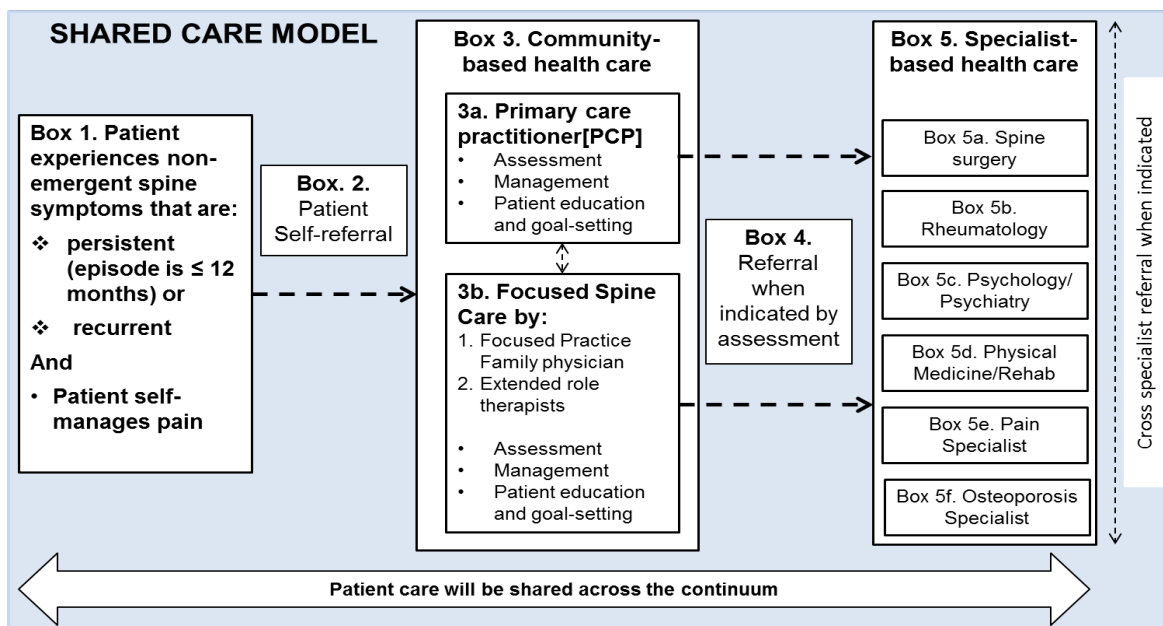 SHARED CARE MODEL
Box 1. Patient
experiences non-
emergent spine
symptoms that are:
❖ persistent
(episode is ≤ 12
months) or
❖ recurrent
And
• Patient self-
manages pain
Box. 2.
Patient
Self-referral
Box 3. Community-
based health care
3a. Primary care
practitioner[PCP]
• Assessment
• Management
• Patient education
and goal-setting
3b. Focused Spine
Care by:
1. Focused Practice
Family physician
2. Extended role
therapists
• Assessment
• Management
• Patient education
and goal-setting
Box 4.
Referral
when
indicated by
assessment
Box 5. Specialist-
based health care
Box 5a. Spine
surgery
Box 5b.
Rheumatology
Box 5c. Psychology/
Psychiatry
Box 5d. Physical
Medicine/Rehab
Box 5e. Pain
Specialist
Box 5f. Osteoporosis
Specialist
Cross specialist referral when indicated
Patient care will be shared across the continuum